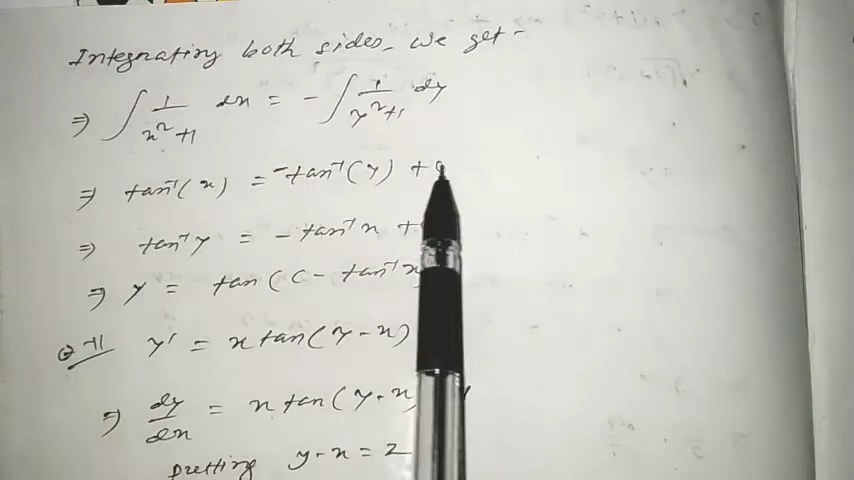 Integrating both sides, we get -
⇒ ∫ 1/(x²+1) dx = - ∫ 1/(y²+1) dy
⇒ tan⁻¹(x) = -tan⁻¹(y) + c
⇒ tan⁻¹y = - tan⁻¹x +
⇒ y = tan(c - tan⁻¹x
Q-11 y' = x tan(y-x)
⇒ dy/dx = x tan(y-x)
putting y-x = z